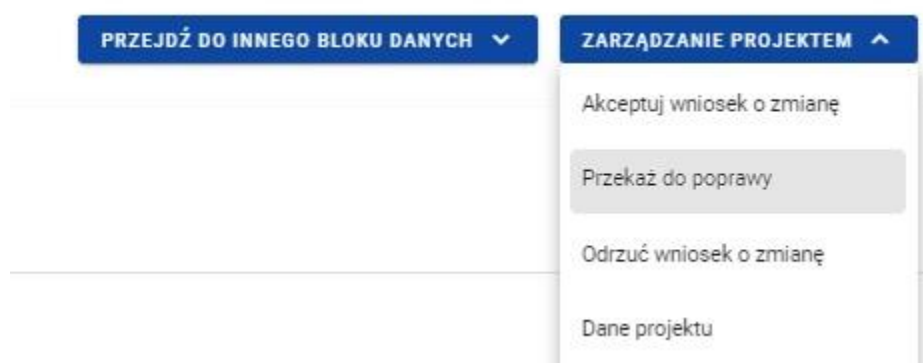 PRZEJDŹ DO INNEGO BLOKU DANYCH
ZARZĄDZANIE PROJEKTEM
Akceptuj wniosek o zmianę
Przekaż do poprawy
Odrzuć wniosek o zmianę
Dane projektu